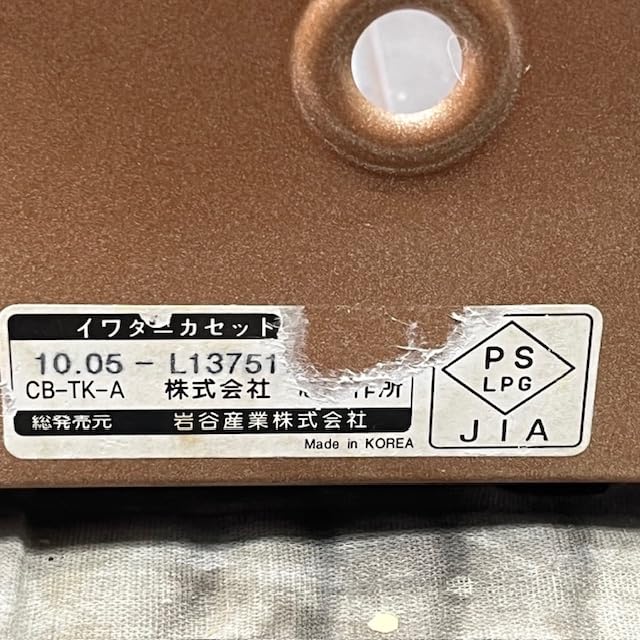 イワタニカセット
10.05-L13751
CB-TK-A 株式会社 作所
総発売元 岩谷産業株式会社
Made in KOREA
PS
LPG
JIA